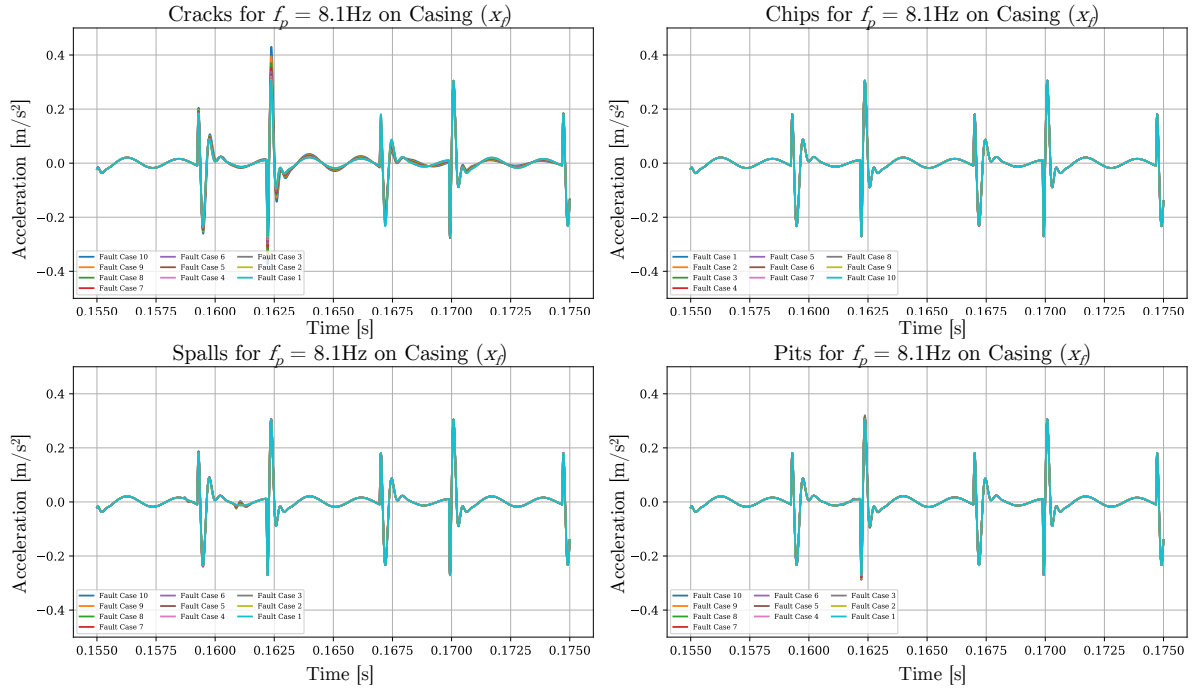 Cracks for f_p = 8.1Hz on Casing (x_f)
Acceleration [m/s²]
0.4
0.2
0.0
−0.2
−0.4
Fault Case 10
Fault Case 9
Fault Case 8
Fault Case 7
Fault Case 6
Fault Case 5
Fault Case 4
Fault Case 3
Fault Case 2
Fault Case 1
0.1550 0.1575 0.1600 0.1625 0.1650 0.1675 0.1700 0.1725 0.1750
Time [s]
Chips for f_p = 8.1Hz on Casing (x_f)
Acceleration [m/s²]
0.4
0.2
0.0
−0.2
−0.4
Fault Case 1
Fault Case 2
Fault Case 3
Fault Case 4
Fault Case 5
Fault Case 6
Fault Case 7
Fault Case 8
Fault Case 9
Fault Case 10
0.1550 0.1575 0.1600 0.1625 0.1650 0.1675 0.1700 0.1725 0.1750
Time [s]
Spalls for f_p = 8.1Hz on Casing (x_f)
Acceleration [m/s²]
0.4
0.2
0.0
−0.2
−0.4
Fault Case 10
Fault Case 9
Fault Case 8
Fault Case 7
Fault Case 6
Fault Case 5
Fault Case 4
Fault Case 3
Fault Case 2
Fault Case 1
0.1550 0.1575 0.1600 0.1625 0.1650 0.1675 0.1700 0.1725 0.1750
Time [s]
Pits for f_p = 8.1Hz on Casing (x_f)
Acceleration [m/s²]
0.4
0.2
0.0
−0.2
−0.4
Fault Case 10
Fault Case 9
Fault Case 8
Fault Case 7
Fault Case 6
Fault Case 5
Fault Case 4
Fault Case 3
Fault Case 2
Fault Case 1
0.1550 0.1575 0.1600 0.1625 0.1650 0.1675 0.1700 0.1725 0.1750
Time [s]